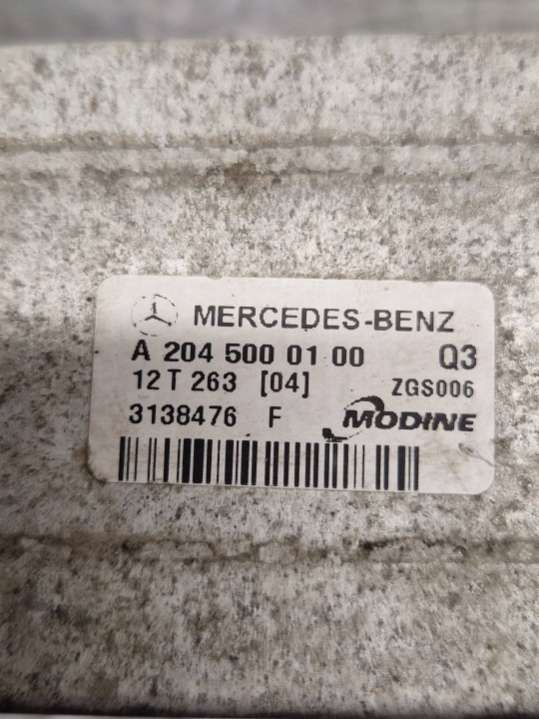 MERCEDES-BENZ
A 204 500 01 00 Q3
12 T 263 [04] ZGS006
3138476 F MODINE